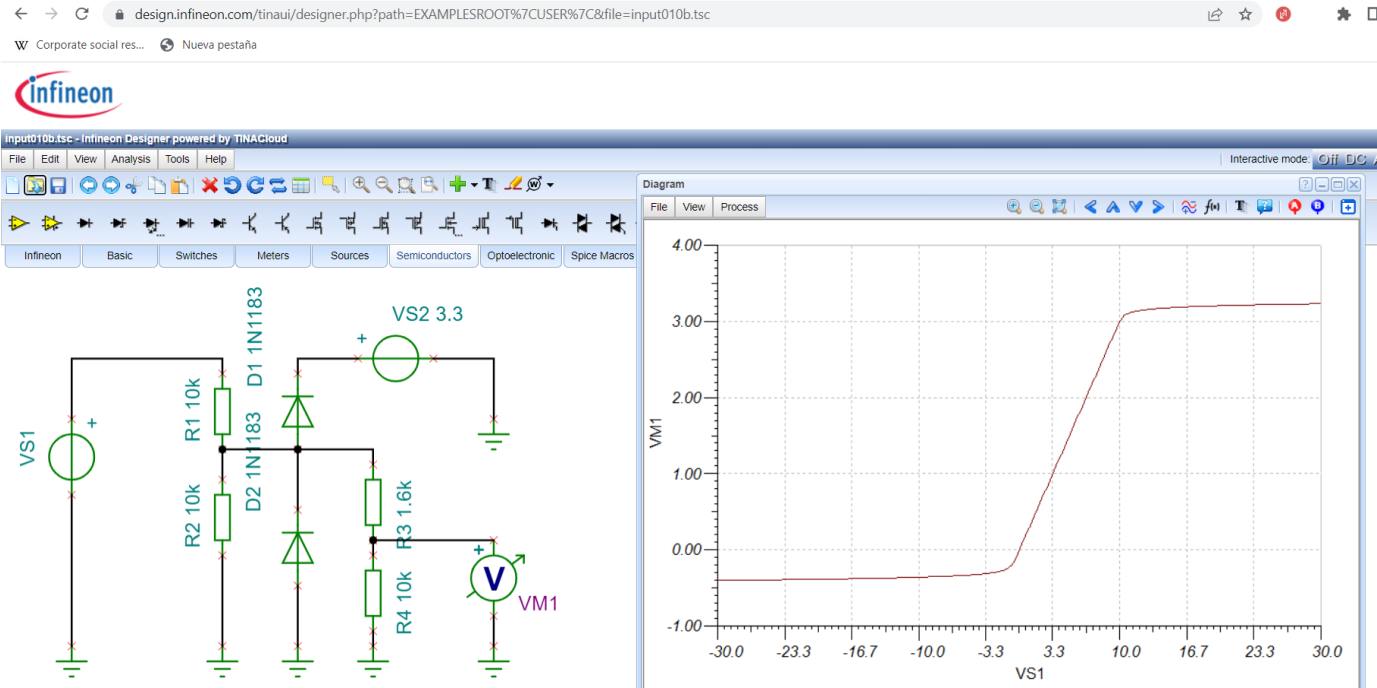 design.infineon.com/tinaui/designer.php?path=EXAMPLESROOT%7CUSER%7C&file=input010b.tsc
W Corporate social res... Nueva pestaña
infineon
input010b.tsc - Infineon Designer powered by TINACloud
File Edit View Analysis Tools Help Interactive mode: Off DC
Infineon Basic Switches Meters Sources Semiconductors Optoelectronic Spice Macros
VS1
+
R1 10k
R2 10k
D1 1N1183
D2 1N1183
VS2 3.3
+
R3 1.6k
R4 10k
+
V
VM1
Diagram
File View Process
4.00
3.00
2.00
1.00
0.00
-1.00
VM1
-30.0 -23.3 -16.7 -10.0 -3.3 3.3 10.0 16.7 23.3 30.0
VS1